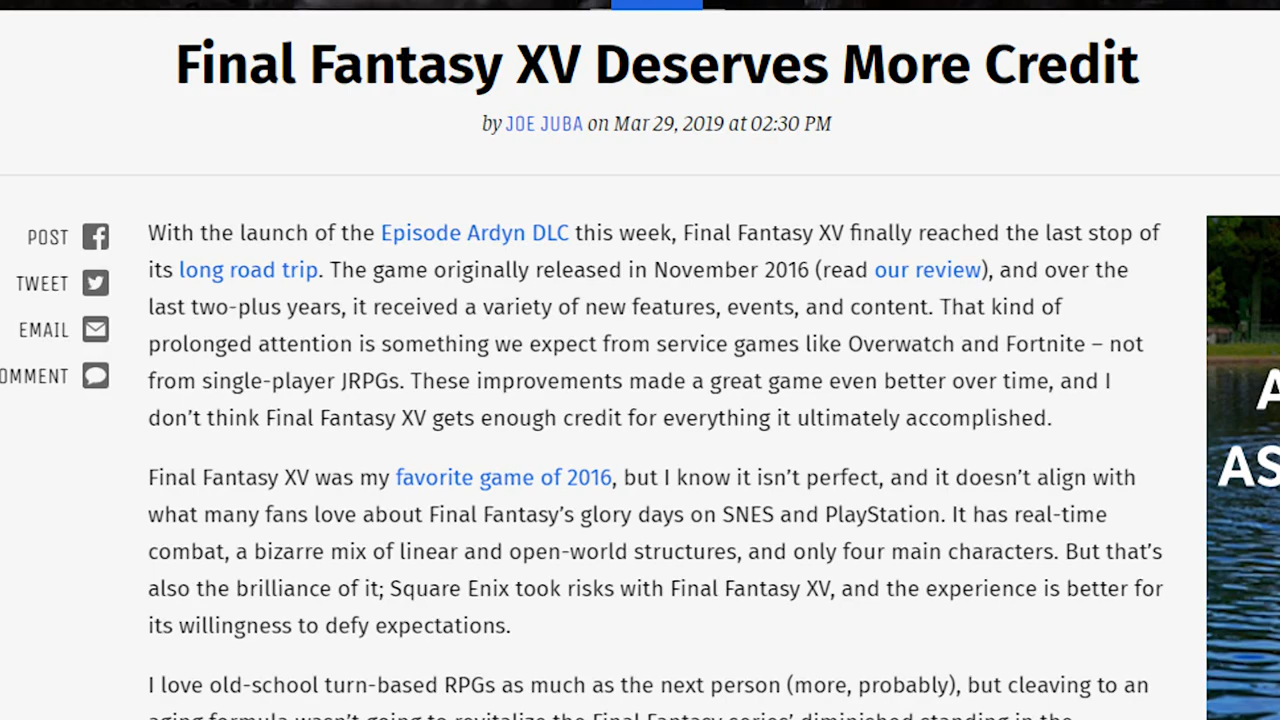 Final Fantasy XV Deserves More Credit
by JOE JUBA on Mar 29, 2019 at 02:30 PM
POST
TWEET
EMAIL
OMMENT
With the launch of the Episode Ardyn DLC this week, Final Fantasy XV finally reached the last stop of
its long road trip. The game originally released in November 2016 (read our review), and over the
last two-plus years, it received a variety of new features, events, and content. That kind of
prolonged attention is something we expect from service games like Overwatch and Fortnite – not
from single-player JRPGs. These improvements made a great game even better over time, and I
don’t think Final Fantasy XV gets enough credit for everything it ultimately accomplished.
Final Fantasy XV was my favorite game of 2016, but I know it isn’t perfect, and it doesn’t align with
what many fans love about Final Fantasy’s glory days on SNES and PlayStation. It has real-time
combat, a bizarre mix of linear and open-world structures, and only four main characters. But that’s
also the brilliance of it; Square Enix took risks with Final Fantasy XV, and the experience is better for
its willingness to defy expectations.
I love old-school turn-based RPGs as much as the next person (more, probably), but cleaving to an
aging formula wasn’t going to revitalize the Final Fantasy series’ diminished standing in the
A
AS